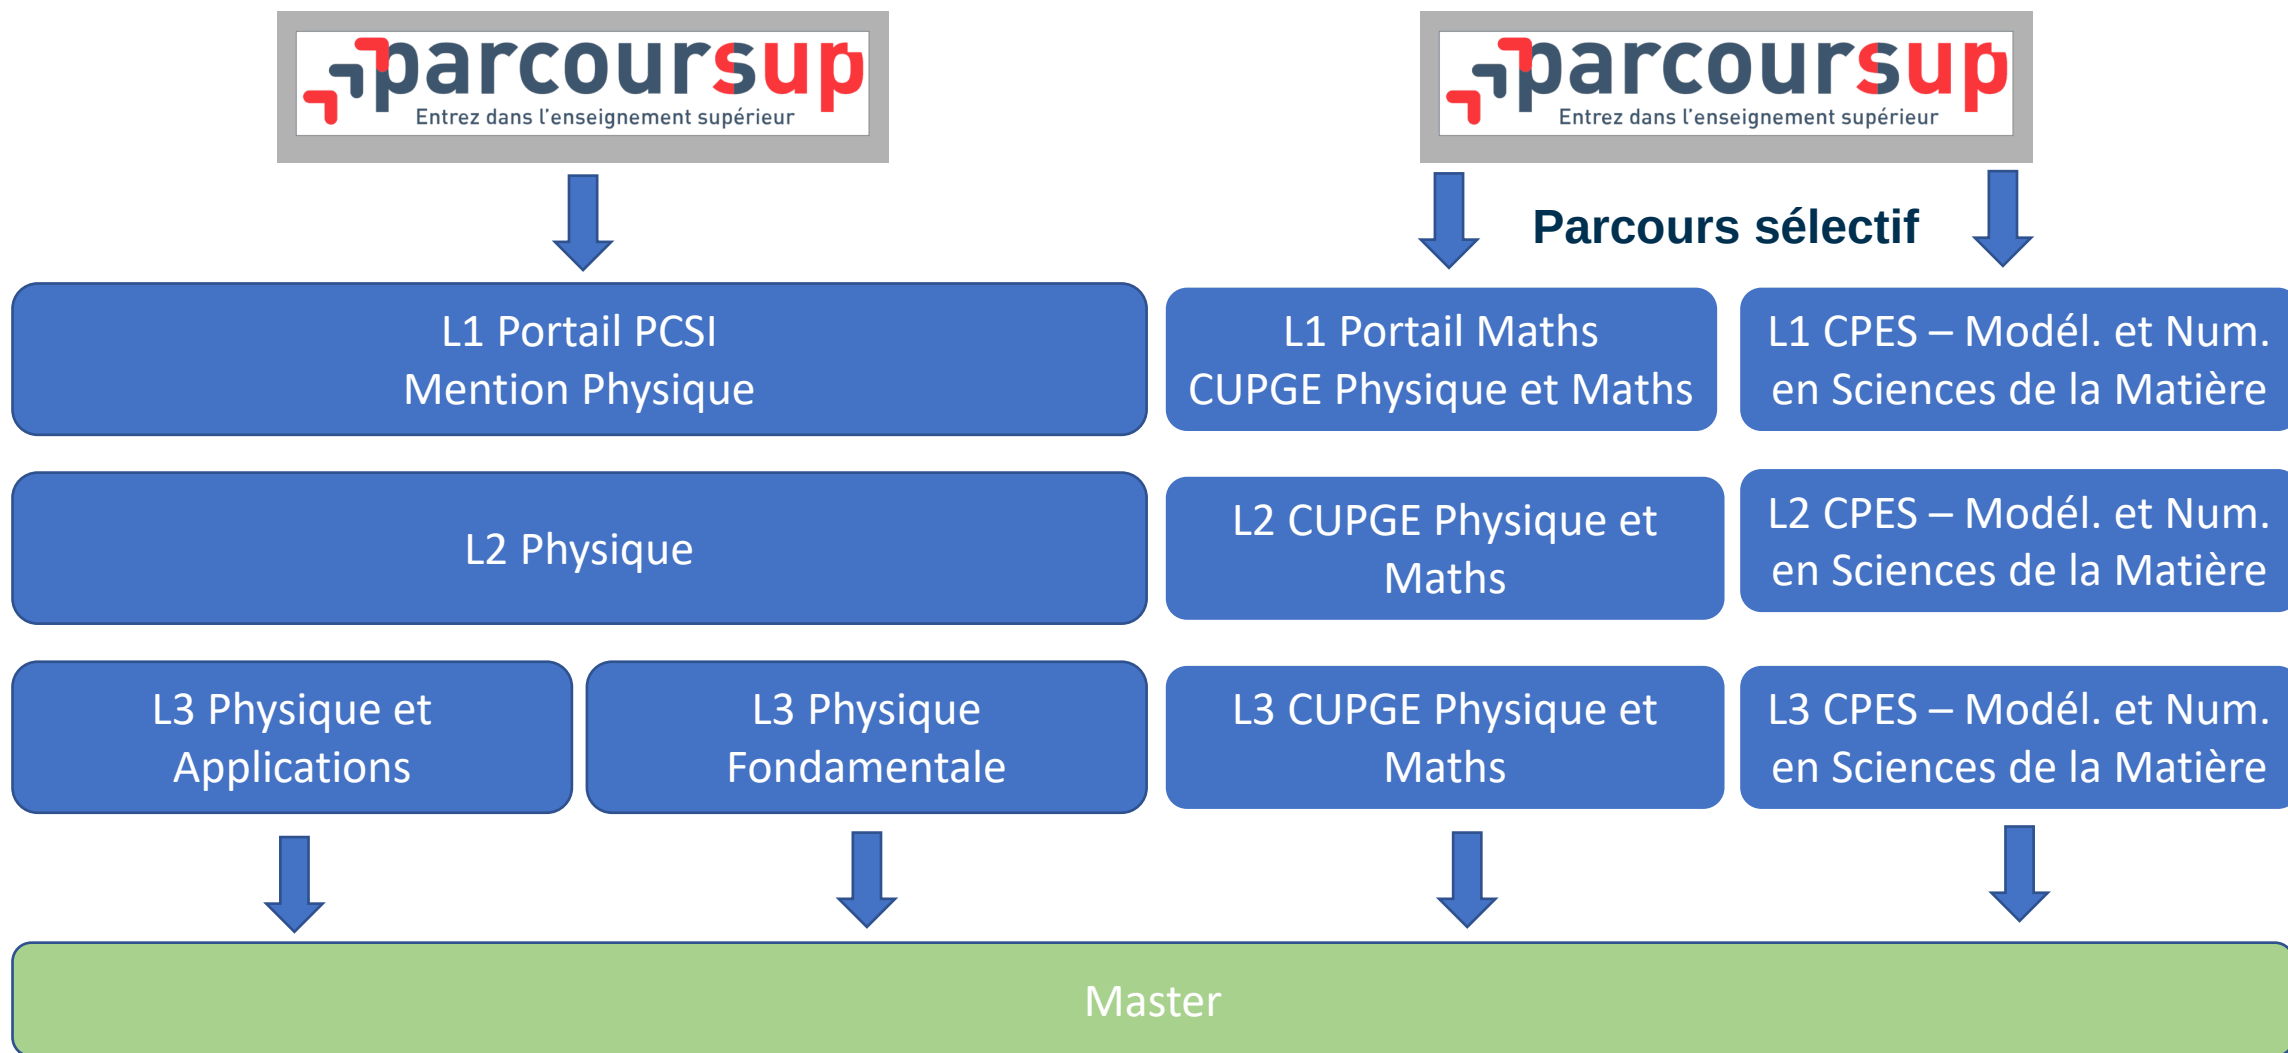 parcoursup
Entrez dans l'enseignement supérieur
parcoursup
Entrez dans l'enseignement supérieur
Parcours sélectif
L1 Portail PCSI
Mention Physique
L1 Portail Maths
CUPGE Physique et Maths
L1 CPES – Modél. et Num.
en Sciences de la Matière
L2 Physique
L2 CUPGE Physique et
Maths
L2 CPES – Modél. et Num.
en Sciences de la Matière
L3 Physique et
Applications
L3 Physique
Fondamentale
L3 CUPGE Physique et
Maths
L3 CPES – Modél. et Num.
en Sciences de la Matière
Master